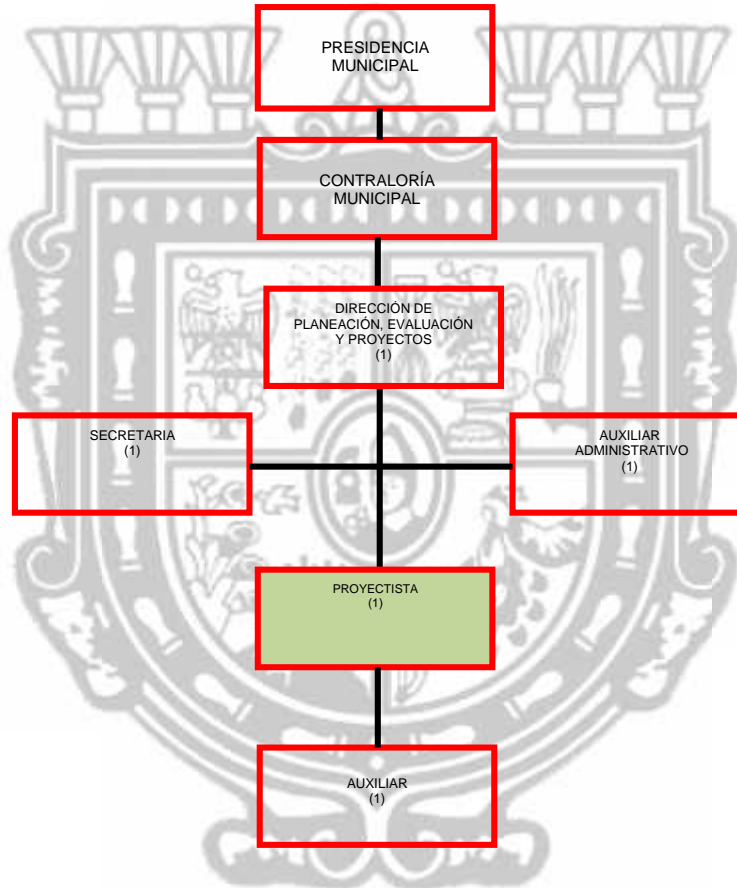 PRESIDENCIA
MUNICIPAL
CONTRALORÍA
MUNICIPAL
DIRECCIÓN DE
PLANEACIÓN, EVALUACIÓN
Y PROYECTOS
(1)
SECRETARIA
(1)
AUXILIAR
ADMINISTRATIVO
(1)
PROYECTISTA
(1)
AUXILIAR
(1)